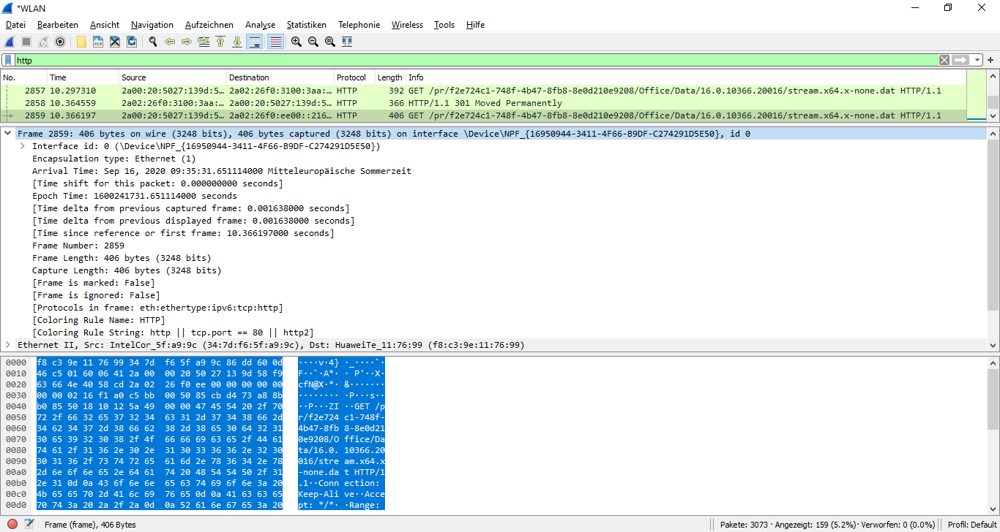 *WLAN
Datei Bearbeiten Ansicht Navigation Aufzeichnen Analyse Statistiken Telephonie Wireless Tools Hilfe
http
No. Time Source Destination Protocol Length Info
2857 10.297310 2a00:20:5027:139d:5… 2a02:26f0:3100:3aa:… HTTP 392 GET /pr/f2e724c1-748f-4b47-8fb8-8e0d210e9208/Office/Data/16.0.10366.20016/stream.x64.x-none.dat HTTP/1.1
2858 10.364559 2a02:26f0:3100:3aa:… 2a00:20:5027:139d:5… HTTP 366 HTTP/1.1 301 Moved Permanently
2859 10.366197 2a00:20:5027:139d:5… 2a02:26f0:ee00::216… HTTP 406 GET /pr/f2e724c1-748f-4b47-8fb8-8e0d210e9208/Office/Data/16.0.10366.20016/stream.x64.x-none.dat HTTP/1.1
Frame 2859: 406 bytes on wire (3248 bits), 406 bytes captured (3248 bits) on interface \Device\NPF_{16950944-3411-4F66-B9DF-C274291D5E50}, id 0
Interface id: 0 (\Device\NPF_{16950944-3411-4F66-B9DF-C274291D5E50})
Encapsulation type: Ethernet (1)
Arrival Time: Sep 16, 2020 09:35:31.651114000 Mitteleuropäische Sommerzeit
[Time shift for this packet: 0.000000000 seconds]
Epoch Time: 1600241731.651114000 seconds
[Time delta from previous captured frame: 0.001638000 seconds]
[Time delta from previous displayed frame: 0.001638000 seconds]
[Time since reference or first frame: 10.366197000 seconds]
Frame Number: 2859
Frame Length: 406 bytes (3248 bits)
Capture Length: 406 bytes (3248 bits)
[Frame is marked: False]
[Frame is ignored: False]
[Protocols in frame: eth:ethertype:ipv6:tcp:http]
[Coloring Rule Name: HTTP]
[Coloring Rule String: http || tcp.port == 80 || http2]
Ethernet II, Src: IntelCor_5f:a9:9c (34:7d:f6:5f:a9:9c), Dst: HuaweiTe_11:76:99 (f8:c3:9e:11:76:99)
0000 f8 c3 9e 11 76 99 34 7d f6 5f a9 9c 86 dd 60 0d ····v·4} ·_····`·
0010 46 c5 01 60 06 41 2a 00 00 20 50 27 13 9d 58 f9 F··`·A*· · P'··X·
0020 63 66 4e 40 58 cd 2a 02 26 f0 ee 00 00 00 00 00 cfN@X·*· &·······
0030 00 00 02 16 f1 a0 c5 bb 00 50 85 cb d4 73 a8 8b ········ ·P···s··
0040 b0 85 50 18 10 12 5a 49 00 00 47 45 54 20 2f 70 ··P···ZI ··GET /p
0050 72 2f 66 32 65 37 32 34 63 31 2d 37 34 38 66 2d r/f2e724 c1-748f-
0060 34 62 34 37 2d 38 66 62 38 2d 38 65 30 64 32 31 4b47-8fb 8-8e0d21
0070 30 65 39 32 30 38 2f 4f 66 66 69 63 65 2f 44 61 0e9208/O ffice/Da
0080 74 61 2f 31 36 2e 30 2e 31 30 33 36 36 2e 32 30 ta/16.0. 10366.20
0090 30 31 36 2f 73 74 72 65 61 6d 2e 78 36 34 2e 78 016/stre am.x64.x
00a0 2d 6e 6f 6e 65 2e 64 61 74 20 48 54 54 50 2f 31 -none.da t HTTP/1
00b0 2e 31 0d 0a 43 6f 6e 6e 65 63 74 69 6f 6e 3a 20 .1··Conn ection:
00c0 4b 65 65 70 2d 41 6c 69 76 65 0d 0a 41 63 63 65 Keep-Ali ve··Acce
00d0 70 74 3a 20 2a 2f 2a 0d 0a 52 61 6e 67 65 3a 20 pt: */*· ·Range:
Frame (frame), 406 Bytes Pakete: 3073 · Angezeigt: 159 (5.2%) · Verworfen: 0 (0.0%) Profil: Default